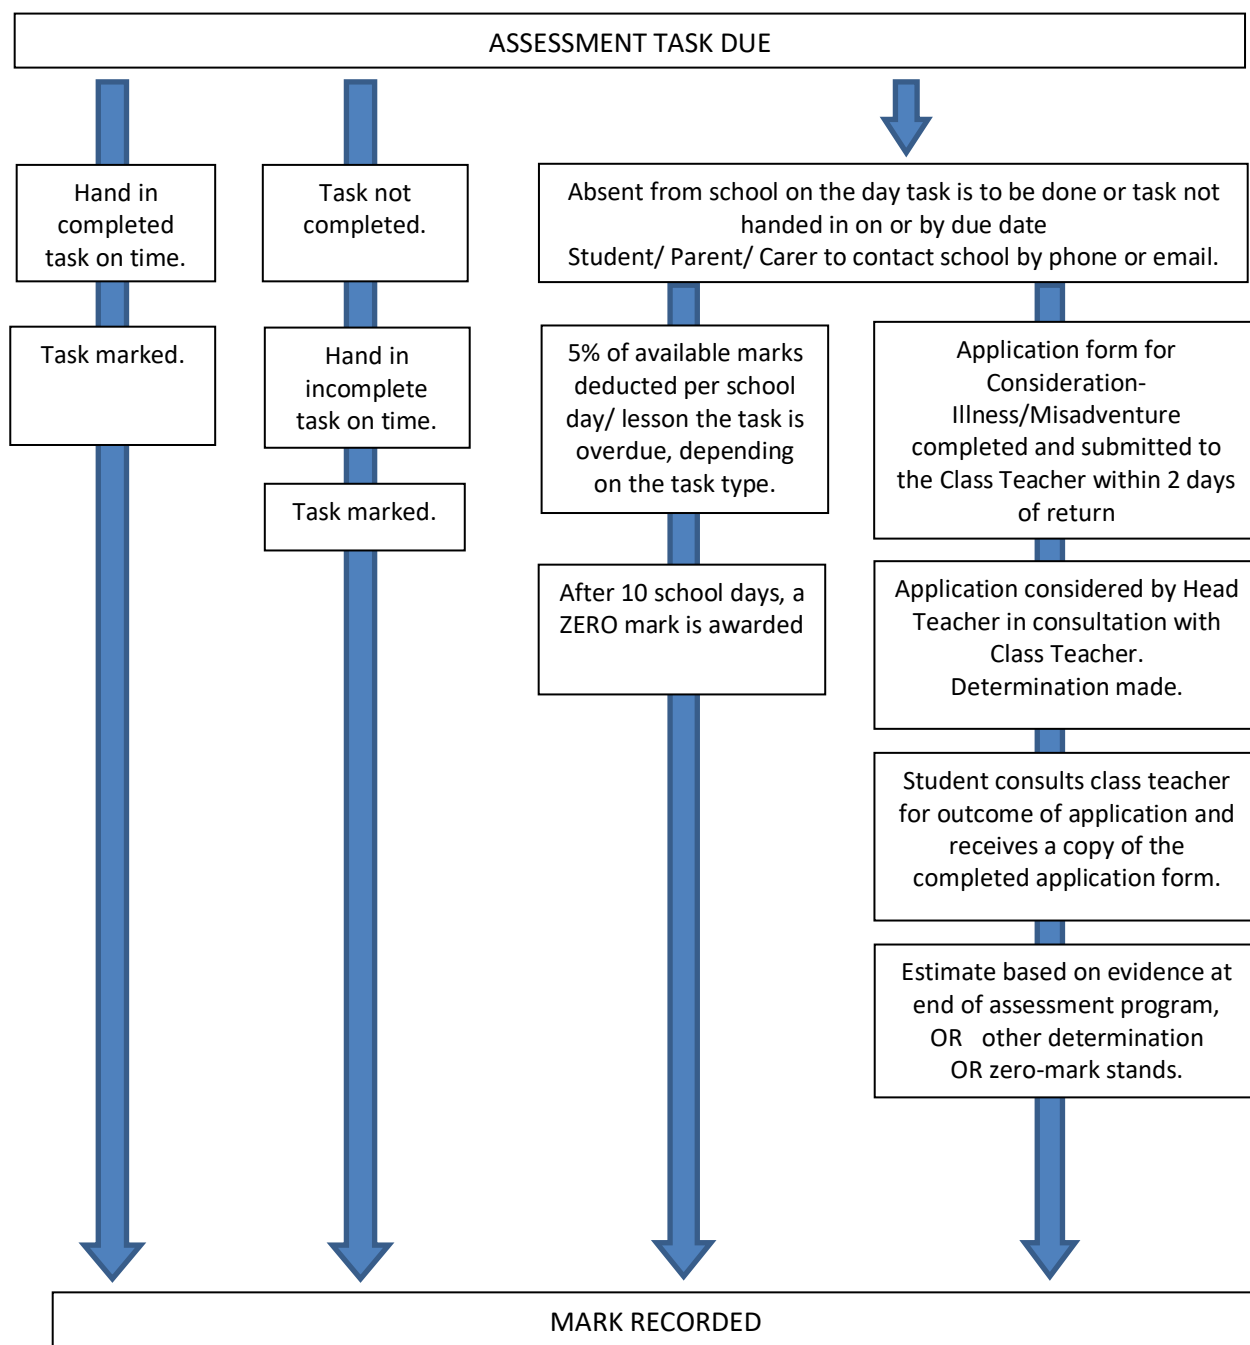 ASSESSMENT TASK DUE
Hand in
completed
task on time.
Task marked.
Task not
completed.
Hand in
incomplete
task on time.
Task marked.
Absent from school on the day task is to be done or task not
handed in on or by due date
Student/ Parent/ Carer to contact school by phone or email.
5% of available marks
deducted per school
day/ lesson the task is
overdue, depending
on the task type.
After 10 school days, a
ZERO mark is awarded
Application form for
Consideration-
Illness/Misadventure
completed and submitted to
the Class Teacher within 2 days
of return
Application considered by Head
Teacher in consultation with
Class Teacher.
Determination made.
Student consults class teacher
for outcome of application and
receives a copy of the
completed application form.
Estimate based on evidence at
end of assessment program,
OR   other determination
OR zero-mark stands.
MARK RECORDED